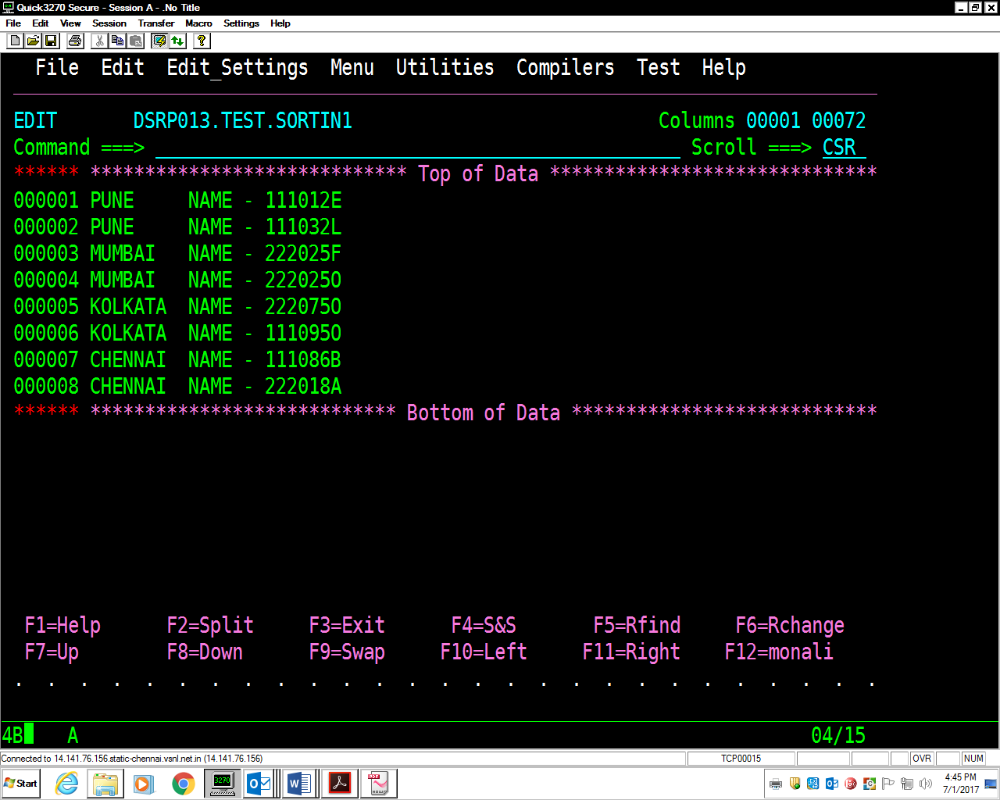 Quick3270 Secure - Session A - .No Title
File Edit View Session Transfer Macro Settings Help
File Edit Edit_Settings Menu Utilities Compilers Test Help
EDIT DSRP013.TEST.SORTIN1 Columns 00001 00072
Command ===> Scroll ===> CSR
****** ***************************** Top of Data ******************************
000001 PUNE NAME - 111012E
000002 PUNE NAME - 111032L
000003 MUMBAI NAME - 222025F
000004 MUMBAI NAME - 222025O
000005 KOLKATA NAME - 222075O
000006 KOLKATA NAME - 111095O
000007 CHENNAI NAME - 111086B
000008 CHENNAI NAME - 222018A
****** **************************** Bottom of Data ****************************
F1=Help F2=Split F3=Exit F4=S&S F5=Rfind F6=Rchange
F7=Up F8=Down F9=Swap F10=Left F11=Right F12=monali
. . . . . . . . . . . . . . . . . . . . . . . . . . .
4B A 04/15
Connected to 14.141.76.156.static-chennai.vsnl.net.in (14.141.76.156) TCP00015 OVR NUM
Start 3270 4:45 PM
7/1/2017